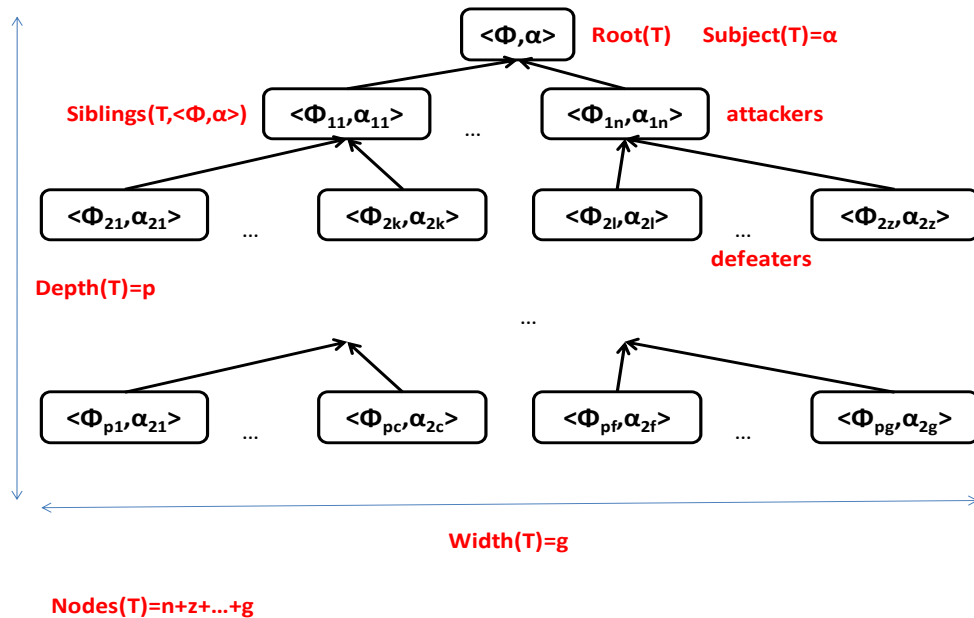 <Φ,α> Root(T) Subject(T)=α
Siblings(T,<Φ,α>) <Φ₁₁,α₁₁> ... <Φ₁ₙ,α₁ₙ> attackers
<Φ₂₁,α₂₁> ... <Φ₂ₖ,α₂ₖ> <Φ₂ₗ,α₂ₗ> ... <Φ₂z,α₂z>
defeaters
Depth(T)=p
...
<Φₚ₁,α₂₁> ... <Φₚc,α₂c> <Φₚf,α₂f> ... <Φₚg,α₂g>
Width(T)=g
Nodes(T)=n+z+...+g